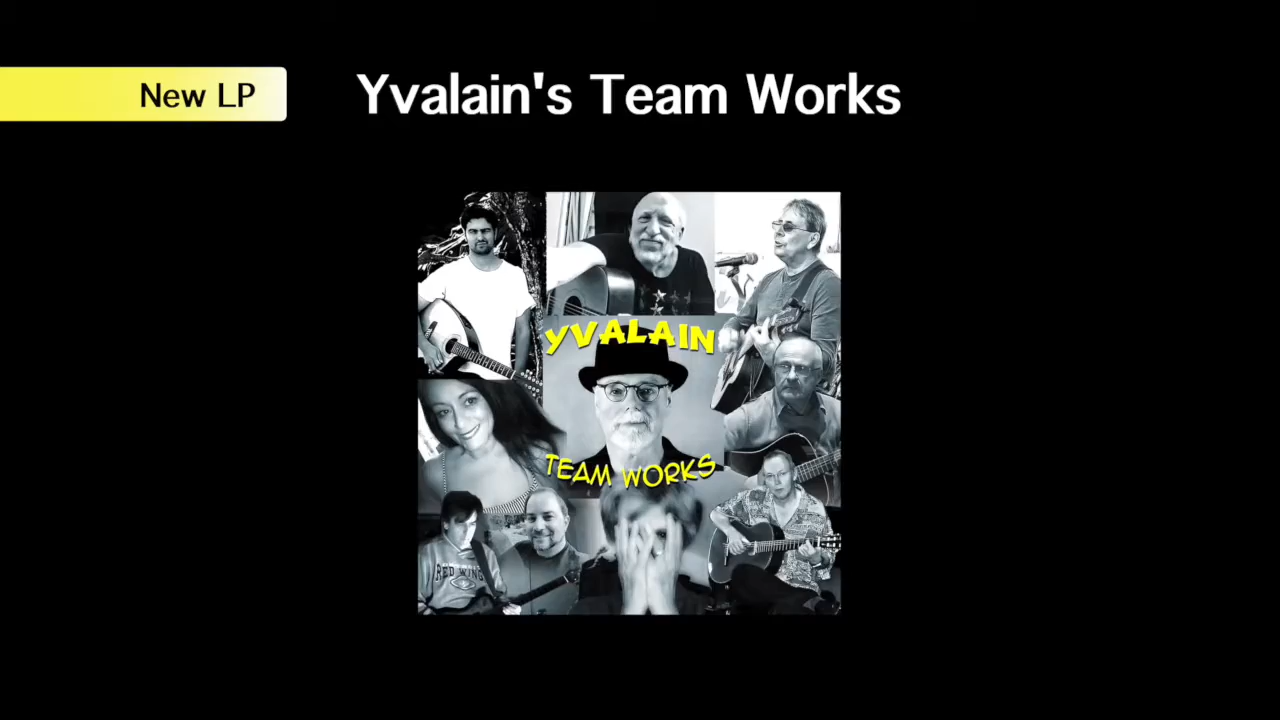 New LP
Yvalain's Team Works
YVALAIN
TEAM WORKS
RED WINGS